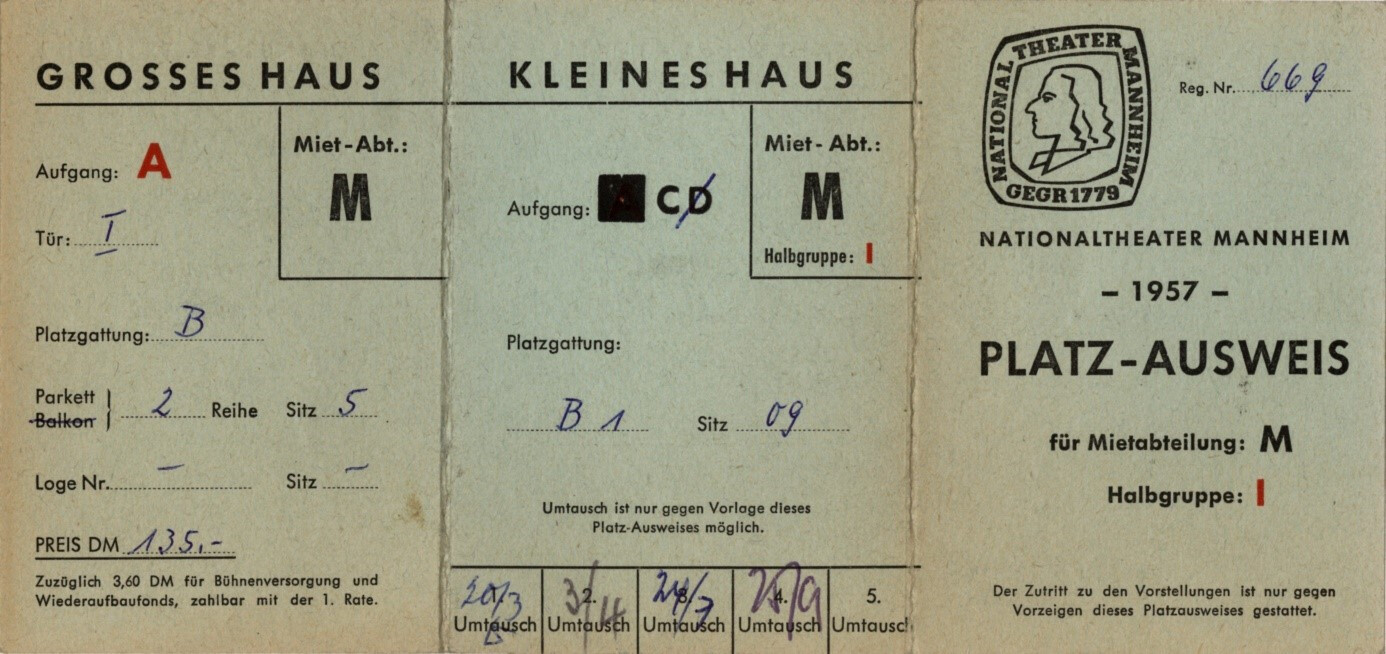 GROSSES HAUS
Aufgang: A
Miet-Abt.:
M
Tür: I
Platzgattung: B
Parkett
Balkon
2 Reihe Sitz 5
Loge Nr. – Sitz –
PREIS DM 135.-
Zuzüglich 3,60 DM für Bühnenversorgung und
Wiederaufbaufonds, zahlbar mit der 1. Rate.
KLEINES HAUS
Aufgang: A C D
Miet-Abt.:
M
Halbgruppe: I
Platzgattung:
B 1 Sitz 09
Umtausch ist nur gegen Vorlage dieses
Platz-Ausweises möglich.
20/3
Umtausch
2.
Umtausch
Umtausch
4. 25/9
Umtausch
5.
Umtausch
NATIONAL THEATER MANNHEIM
GEGR 1779
Reg. Nr. 669
NATIONALTHEATER MANNHEIM
– 1957 –
PLATZ-AUSWEIS
für Mietabteilung: M
Halbgruppe: I
Der Zutritt zu den Vorstellungen ist nur gegen
Vorzeigen dieses Platzausweises gestattet.